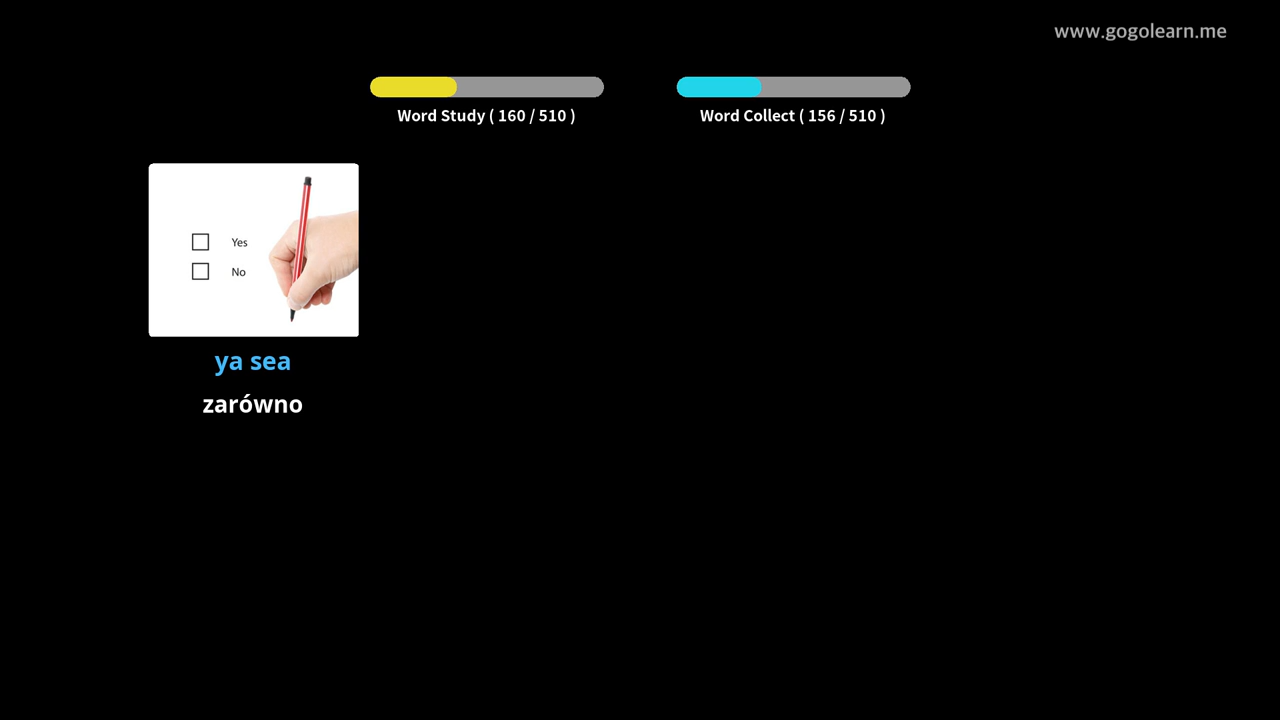 www.gogolearn.me
Word Study ( 160 / 510 )
Word Collect ( 156 / 510 )
Yes
No
ya sea
zarówno